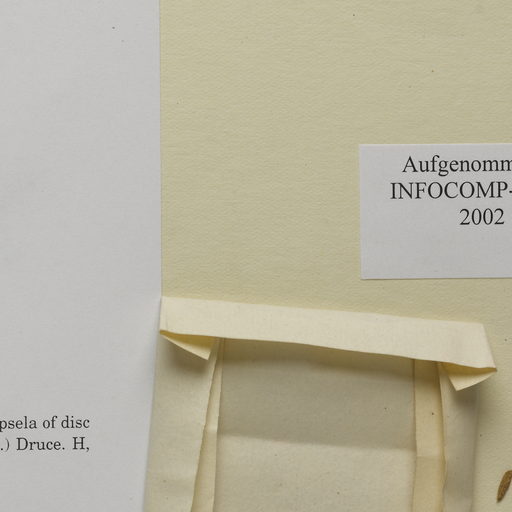 Aufgenomm
INFOCOMP-
2002
psela of disc
.) Druce. H,